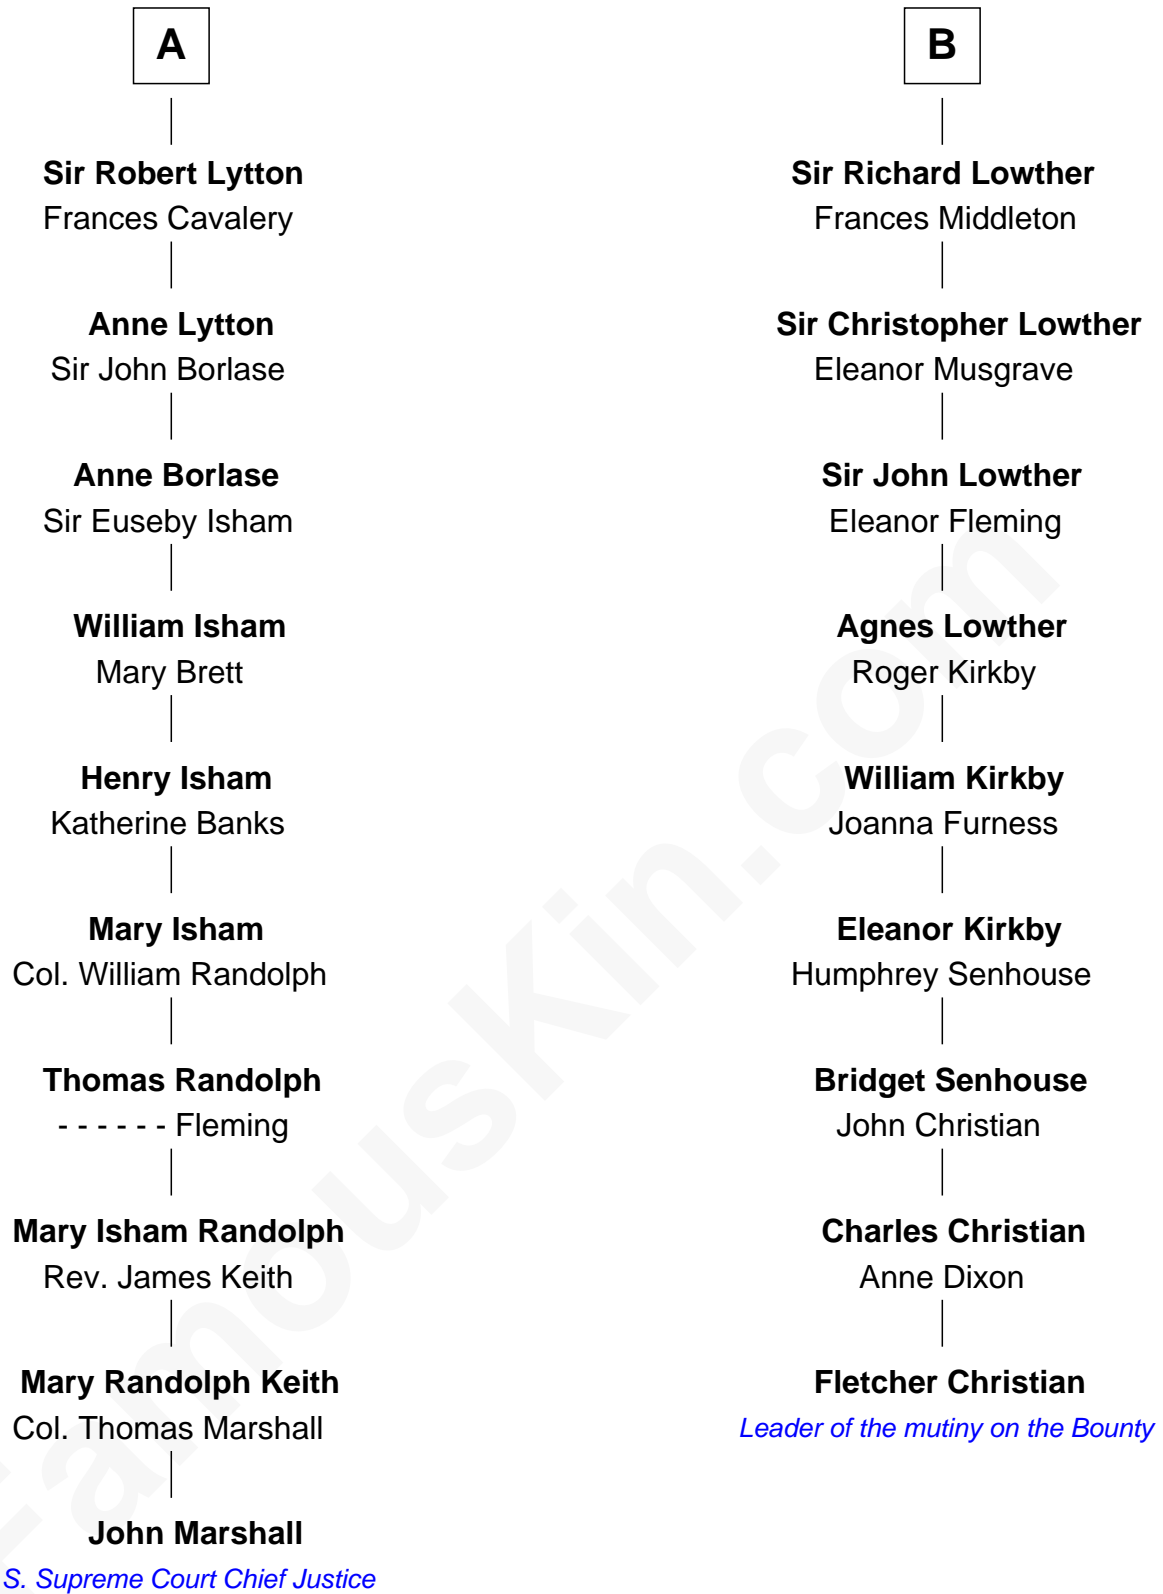 A
Sir Robert Lytton
Frances Cavalery
Anne Lytton
Sir John Borlase
Anne Borlase
Sir Euseby Isham
William Isham
Mary Brett
Henry Isham
Katherine Banks
Mary Isham
Col. William Randolph
Thomas Randolph
- - - - - - Fleming
Mary Isham Randolph
Rev. James Keith
Mary Randolph Keith
Col. Thomas Marshall
John Marshall
S. Supreme Court Chief Justice
B
Sir Richard Lowther
Frances Middleton
Sir Christopher Lowther
Eleanor Musgrave
Sir John Lowther
Eleanor Fleming
Agnes Lowther
Roger Kirkby
William Kirkby
Joanna Furness
Eleanor Kirkby
Humphrey Senhouse
Bridget Senhouse
John Christian
Charles Christian
Anne Dixon
Fletcher Christian
Leader of the mutiny on the Bounty
FamousKin.com